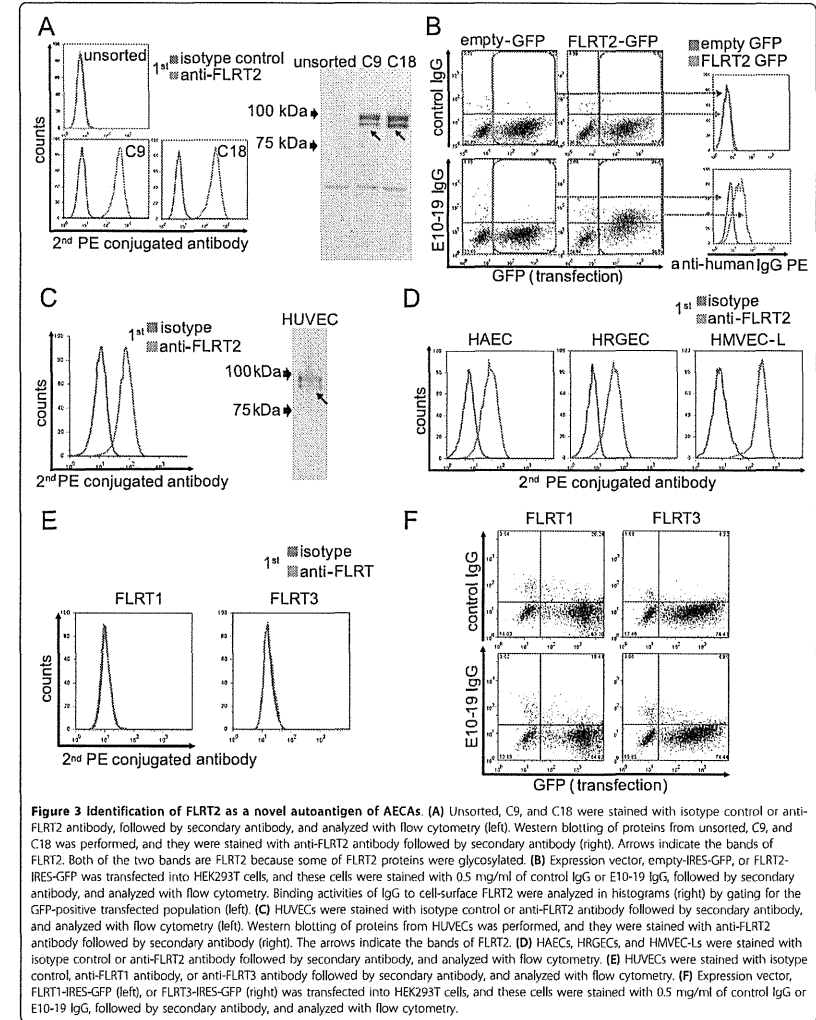 A
unsorted
1st isotype control
anti-FLRT2
unsorted C9 C18
100 kDa
75 kDa
counts
C9
C18
2nd PE conjugated antibody
B
empty-GFP FLRT2-GFP
empty GFP
FLRT2 GFP
control IgG
E10-19 IgG
GFP (transfection)
anti-human IgG PE
C
1st isotype
anti-FLRT2
HUVEC
100 kDa
75 kDa
counts
2nd PE conjugated antibody
D
1st isotype
anti-FLRT2
HAEC HRGEC HMVEC-L
counts
2nd PE conjugated antibody
E
1st isotype
anti-FLRT
FLRT1 FLRT3
counts
2nd PE conjugated antibody
F
FLRT1 FLRT3
control IgG
E10-19 IgG
GFP (transfection)
Figure 3 Identification of FLRT2 as a novel autoantigen of AECAs. (A) Unsorted, C9, and C18 were stained with isotype control or anti-
FLRT2 antibody, followed by secondary antibody, and analyzed with flow cytometry (left). Western blotting of proteins from unsorted, C9, and
C18 was performed, and they were stained with anti-FLRT2 antibody followed by secondary antibody (right). Arrows indicate the bands of
FLRT2. Both of the two bands are FLRT2 because some of FLRT2 proteins were glycosylated. (B) Expression vector, empty-IRES-GFP, or FLRT2-
IRES-GFP was transfected into HEK293T cells, and these cells were stained with 0.5 mg/ml of control IgG or E10-19 IgG, followed by secondary
antibody, and analyzed with flow cytometry. Binding activities of IgG to cell-surface FLRT2 were analyzed in histograms (right) by gating for the
GFP-positive transfected population (left). (C) HUVECs were stained with isotype control or anti-FLRT2 antibody followed by secondary antibody,
and analyzed with flow cytometry (left). Western blotting of proteins from HUVECs was performed, and they were stained with anti-FLRT2
antibody followed by secondary antibody (right). The arrows indicate the bands of FLRT2. (D) HAECs, HRGECs, and HMVEC-Ls were stained with
isotype control or anti-FLRT2 antibody followed by secondary antibody, and analyzed with flow cytometry. (E) HUVECs were stained with isotype
control, anti-FLRT1 antibody, or anti-FLRT3 antibody followed by secondary antibody, and analyzed with flow cytometry. (F) Expression vector,
FLRT1-IRES-GFP (left), or FLRT3-IRES-GFP (right) was transfected into HEK293T cells, and these cells were stained with 0.5 mg/ml of control IgG or
E10-19 IgG, followed by secondary antibody, and analyzed with flow cytometry.